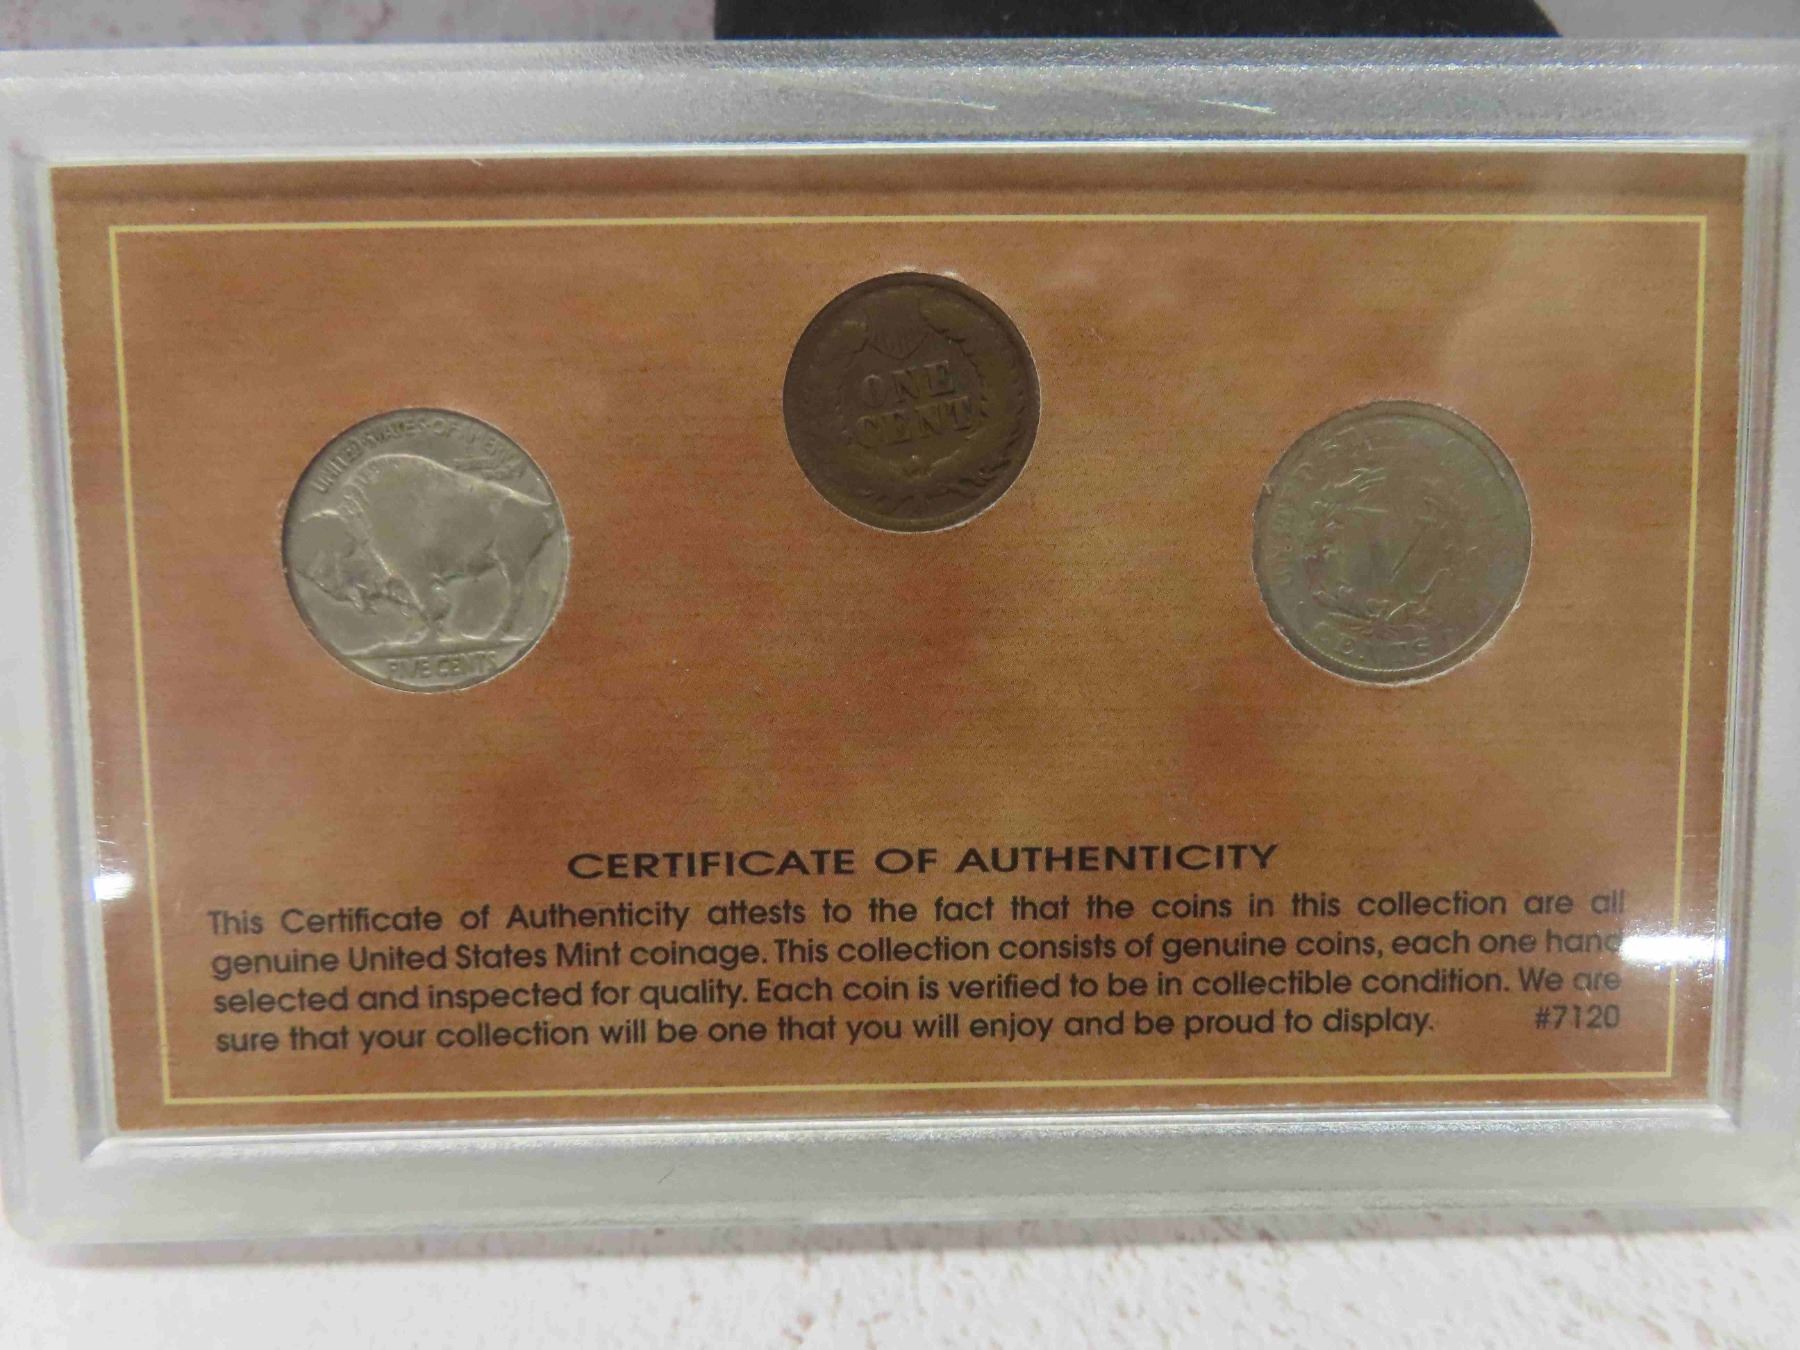 UNITED STATES OF AMERICA
FIVE CENTS
ONE
CENT
V
CENTS
CERTIFICATE OF AUTHENTICITY
This Certificate of Authenticity attests to the fact that the coins in this collection are all
genuine United States Mint coinage. This collection consists of genuine coins, each one hand
selected and inspected for quality. Each coin is verified to be in collectible condition. We are
sure that your collection will be one that you will enjoy and be proud to display. #7120